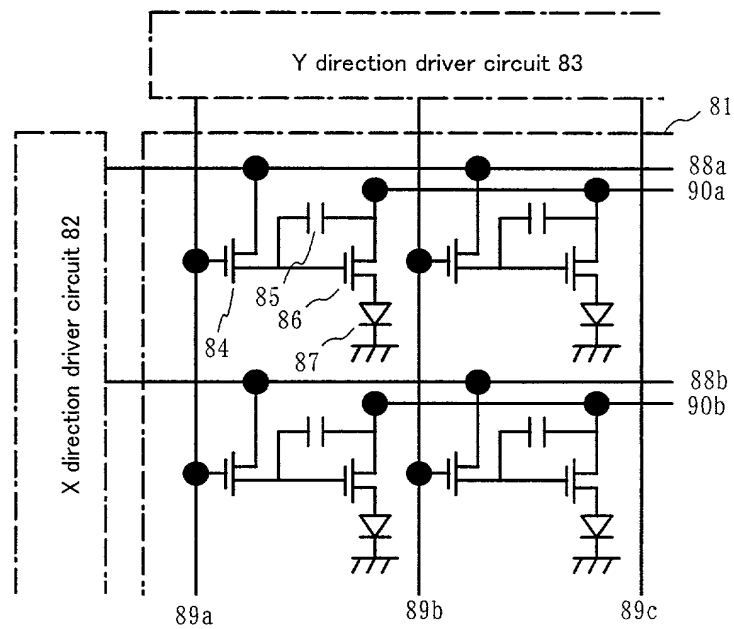 Y direction driver circuit 83
81
88a
90a
X direction driver circuit 82
85
86
84
87
88b
90b
89a
89b
89c